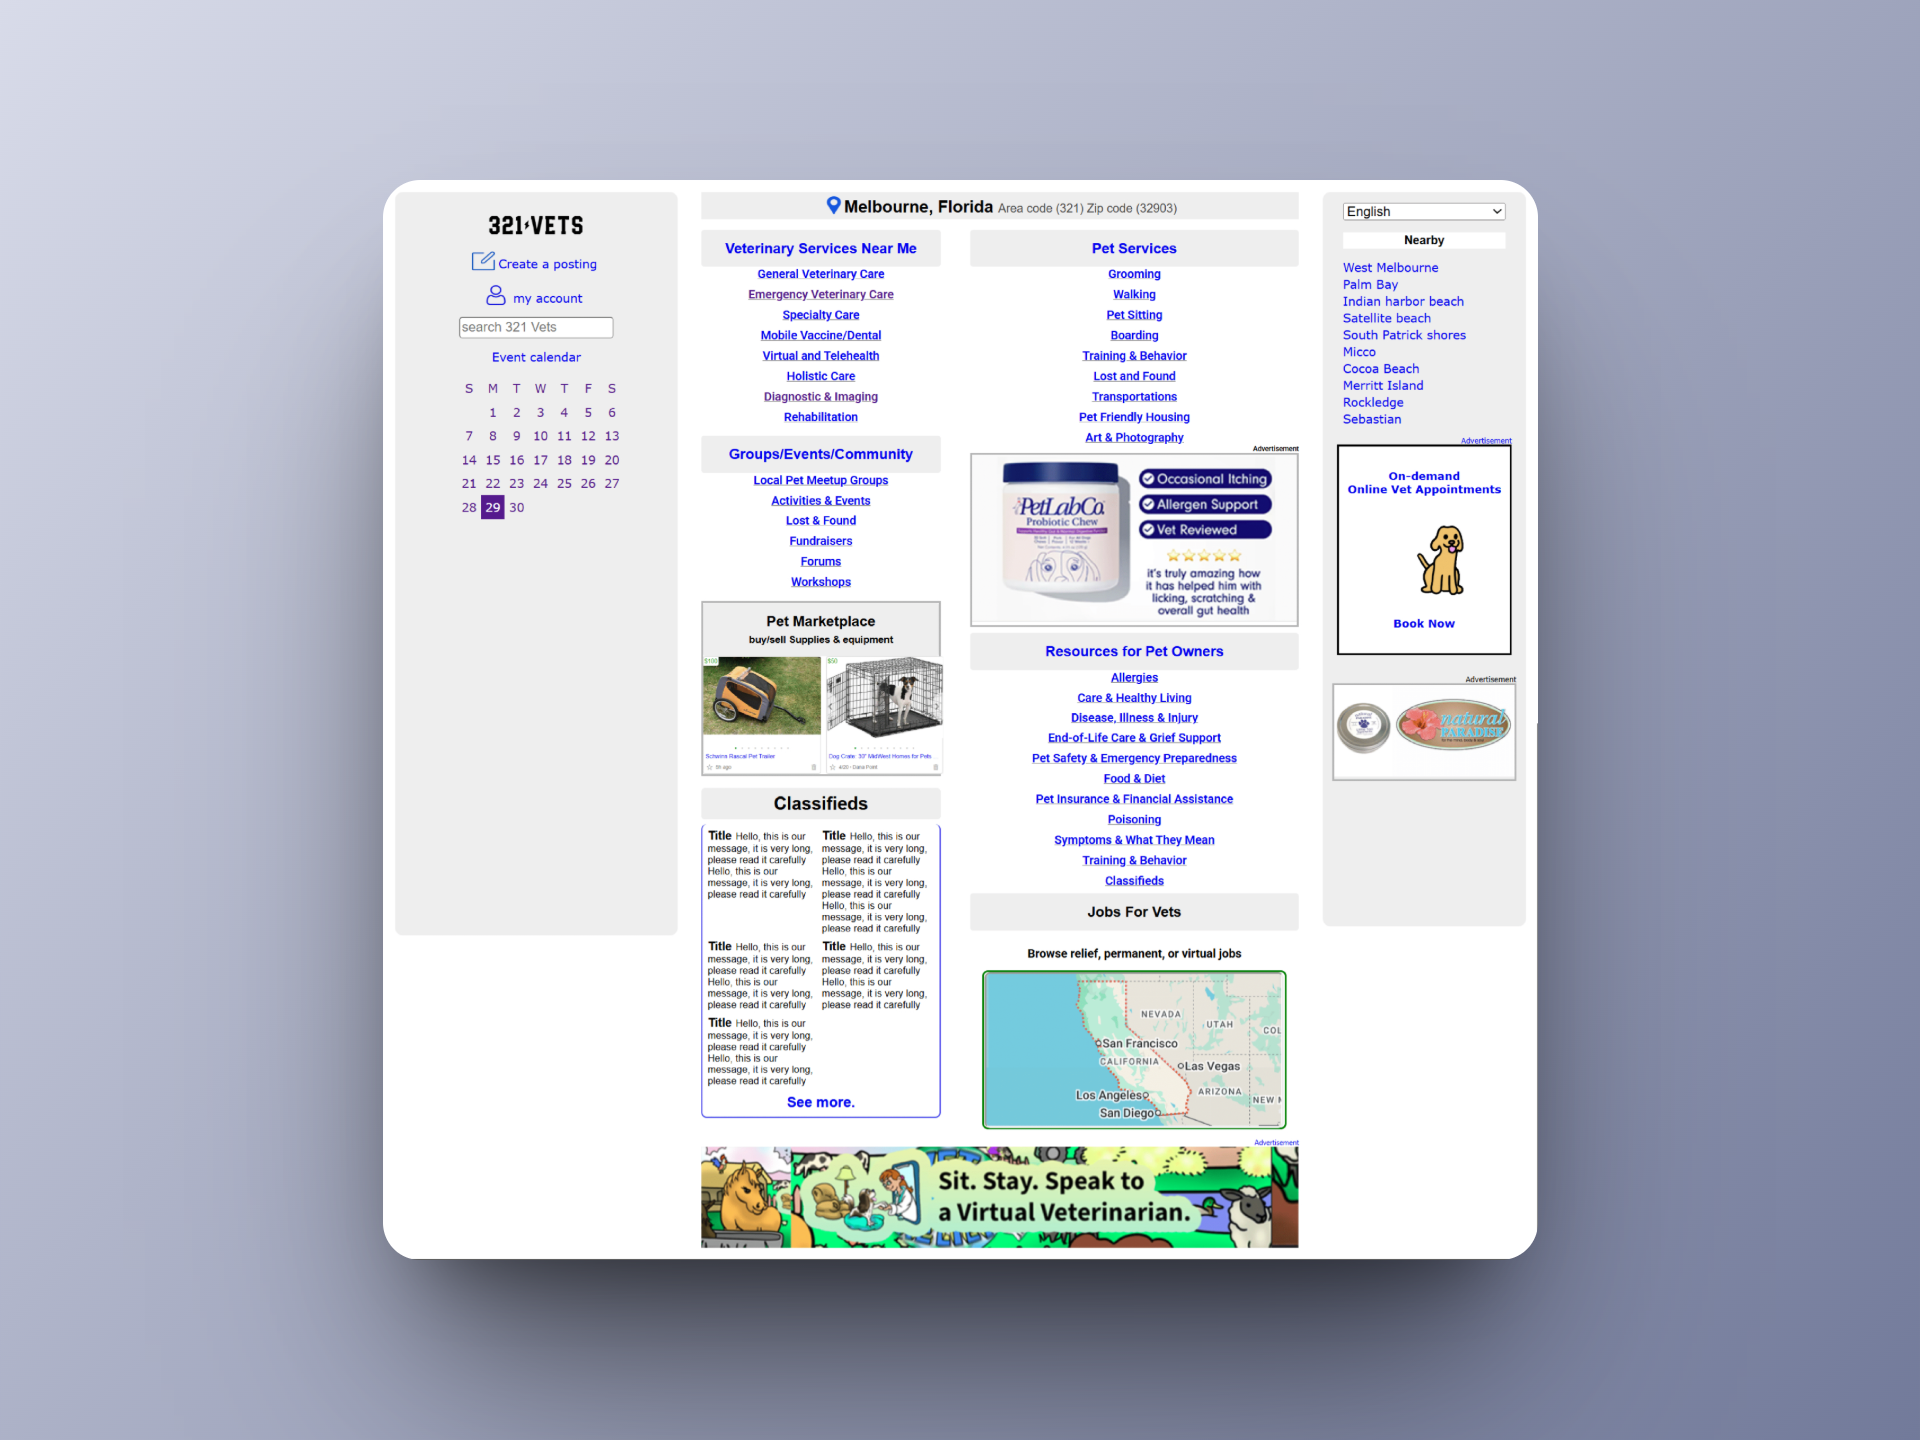 321 VETS
Create a posting
my account
search 321 Vets
Event calendar
S M T W T F S
1 2 3 4 5 6
7 8 9 10 11 12 13
14 15 16 17 18 19 20
21 22 23 24 25 26 27
28 29 30
Melbourne, Florida Area code (321) Zip code (32903)
Veterinary Services Near Me
General Veterinary Care
Emergency Veterinary Care
Specialty Care
Mobile Vaccine/Dental
Virtual and Telehealth
Holistic Care
Diagnostic & Imaging
Rehabilitation
Groups/Events/Community
Local Pet Meetup Groups
Activities & Events
Lost & Found
Fundraisers
Forums
Workshops
Pet Marketplace
buy/sell Supplies & equipment
$100
$50
Schwinn Rascal Pet Trailer
5h ago
Dog Crate: 30" MidWest Homes for Pets
4/20 - Dana Point
Classifieds
Title Hello, this is our
message, it is very long,
please read it carefully
Hello, this is our
message, it is very long,
please read it carefully
Title Hello, this is our
message, it is very long,
please read it carefully
Hello, this is our
message, it is very long,
please read it carefully
Hello, this is our
message, it is very long,
please read it carefully
Title Hello, this is our
message, it is very long,
please read it carefully
Hello, this is our
message, it is very long,
please read it carefully
Title Hello, this is our
message, it is very long,
please read it carefully
Hello, this is our
message, it is very long,
please read it carefully
Title Hello, this is our
message, it is very long,
please read it carefully
Hello, this is our
message, it is very long,
please read it carefully
See more.
Pet Services
Grooming
Walking
Pet Sitting
Boarding
Training & Behavior
Lost and Found
Transportations
Pet Friendly Housing
Art & Photography
Advertisement
PetLabCo.
Probiotic Chew
Occasional Itching
Allergen Support
Vet Reviewed
it's truly amazing how
it has helped him with
licking, scratching &
overall gut health
Resources for Pet Owners
Allergies
Care & Healthy Living
Disease, Illness & Injury
End-of-Life Care & Grief Support
Pet Safety & Emergency Preparedness
Food & Diet
Pet Insurance & Financial Assistance
Poisoning
Symptoms & What They Mean
Training & Behavior
Classifieds
Jobs For Vets
Browse relief, permanent, or virtual jobs
NEVADA
UTAH
COL
San Francisco
CALIFORNIA
Las Vegas
Los Angeles
ARIZONA
NEW M
San Diego
Advertisement
Sit. Stay. Speak to
a Virtual Veterinarian.
English
Nearby
West Melbourne
Palm Bay
Indian harbor beach
Satellite beach
South Patrick shores
Micco
Cocoa Beach
Merritt Island
Rockledge
Sebastian
Advertisement
On-demand
Online Vet Appointments
Book Now
Advertisement
natural
PARADISE